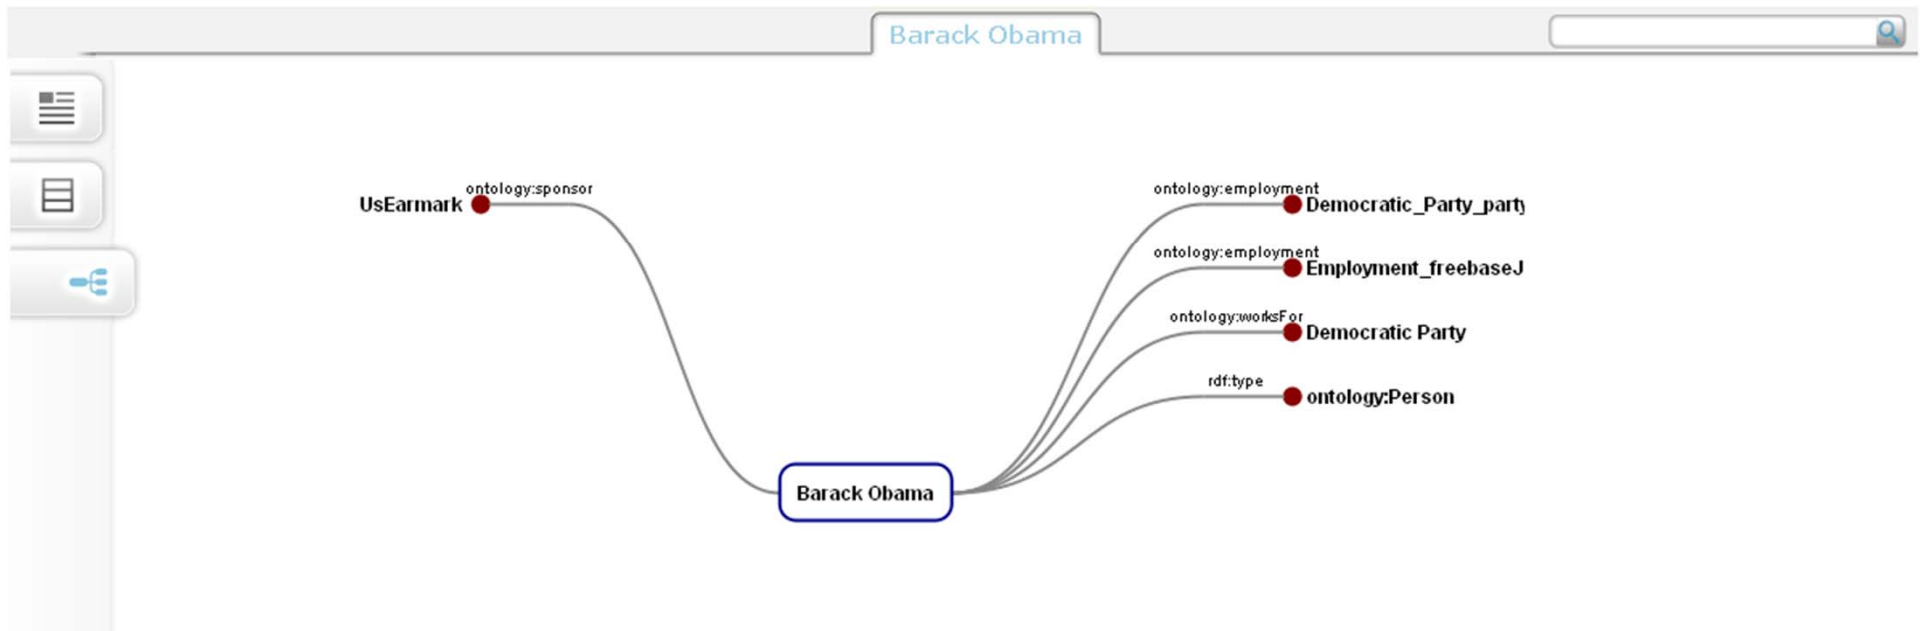 Barack Obama
ontology:sponsor
UsEarmark
ontology:employment
Democratic_Party_party
ontology:employment
Employment_freebaseJ
ontology:worksFor
Democratic Party
rdf:type
ontology:Person
Barack Obama